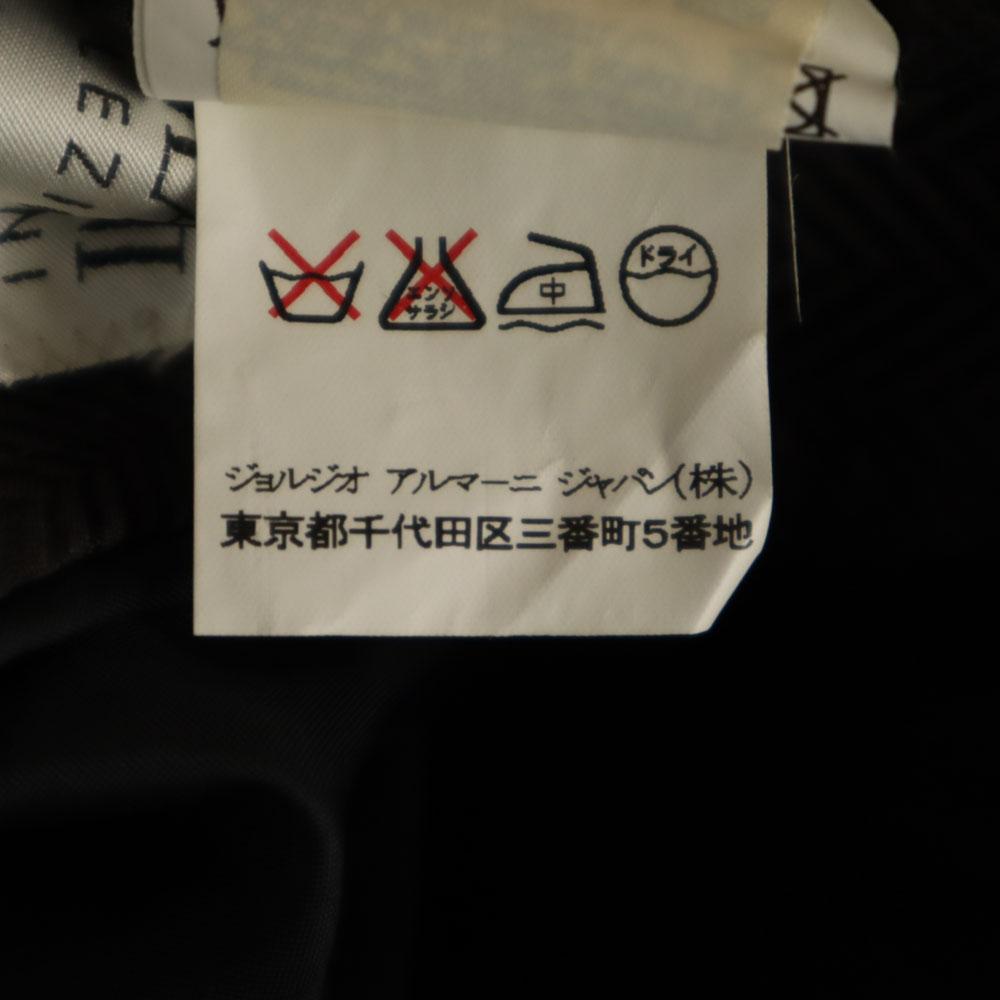 エンソ
サラシ
中
ドライ
ジョルジオ アルマーニ ジャパン(株)
東京都千代田区三番町5番地